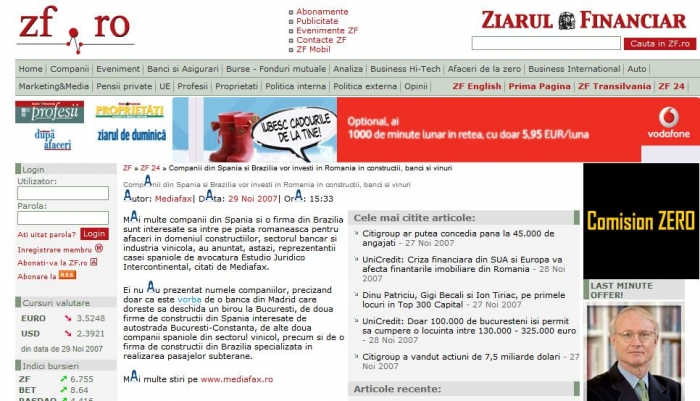 zf.ro
Abonamente
Publicitate
Evenimente ZF
Contacte ZF
ZF Mobil
ZIARUL FINANCIAR
Cauta in ZF.ro
Home | Companii | Eveniment | Banci si Asigurari | Burse - Fonduri mutuale | Analiza | Business Hi-Tech | Afaceri de la zero | Business International | Auto |
Marketing&Media | Pensii private | UE | Profesii | Proprietati | Politica interna | Politica externa | Opinii | ZF English | Prima Pagina | ZF Transilvania | ZF 24 |
profesii
după afaceri
PROPRIETĂŢI
ziarul de duminică
IUBESC CADOURILE
DE LA TINE!
Optional, ai
1000 de minute lunar in retea, cu doar 5,95 EUR/luna
vodafone
Login
Utilizator:
Parola:
Ati uitat parola? Login
Inregistrare membru
Abonati-va la ZF.ro
Abonare la RSS
Cursuri valutare
EURO 3.5248
USD 2.3921
din data de 29 Nov 2007
Indici bursieri
ZF 6.755
BET 8.64
RASDAQ 4.416
ZF » ZF 24 » Companii din Spania si Brazilia vor investi in Romania in constructii, banci si vinuri
CompAnii din Spania si Brazilia vor investi in Romania in constructii, banci si vinuri
Autor: Mediafax| DAta: 29 Noi 2007| OrA: 15:33
MAi multe companii din Spania si o firma din Brazilia
sunt interesate sa intre pe piata romaneasca pentru
afaceri in domeniul constructiilor, sectorul bancar si
industria vinicola, au anuntat, astazi, reprezentantii
casei spaniole de avocatura Estudio Juridico
Intercontinental, citati de Mediafax.
Ei nu Au prezentat numele companiilor, precizand
doar ca este vorba de o banca din Madrid care
doreste sa deschida un birou la Bucuresti, de doua
firme de constructii din Spania interesate de
autostrada Bucuresti-Constanta, de alte doua
companii spaniole din sectorul vinicol, precum si de o
firma de constructii din Brazilia specializata in
realizarea pasajelor subterane.
MAi multe stiri pe www.mediafax.ro
Cele mai citite articole:
Citigroup ar putea concedia pana la 45.000 de
angajati - 27 Noi 2007
UniCredit: Criza financiara din SUA si Europa va
afecta finantarile imobiliare din Romania - 28
Noi 2007
Dinu Patriciu, Gigi Becali si Ion Tiriac, pe primele
locuri in Top 300 Capital - 27 Noi 2007
UniCredit: Doar 100.000 de bucuresteni isi permit
sa cumpere o locuinta intre 130.000 - 325.000 euro
- 28 Noi 2007
Citigroup a vandut actiuni de 7,5 miliarde dolari - 27
Noi 2007
Articole recente:
Comision ZERO
LAST MINUTE
OFFER!